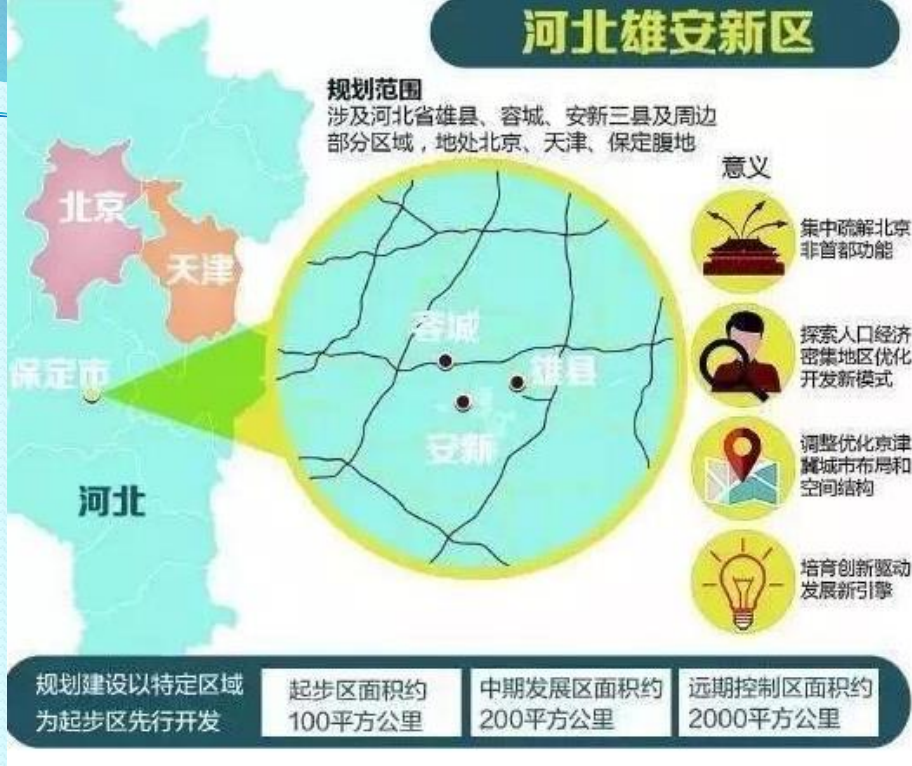 河北雄安新区
规划范围
涉及河北省雄县、容城、安新三县及周边
部分区域，地处北京、天津、保定腹地
意义
北京
天津
保定市
河北
容城
雄县
安新
集中疏解北京
非首都功能
探索人口经济
密集地区优化
开发新模式
调整优化京津
冀城市布局和
空间结构
培育创新驱动
发展新引擎
规划建设以特定区域
为起步区先行开发
起步区面积约
100平方公里
中期发展区面积约
200平方公里
远期控制区面积约
2000平方公里